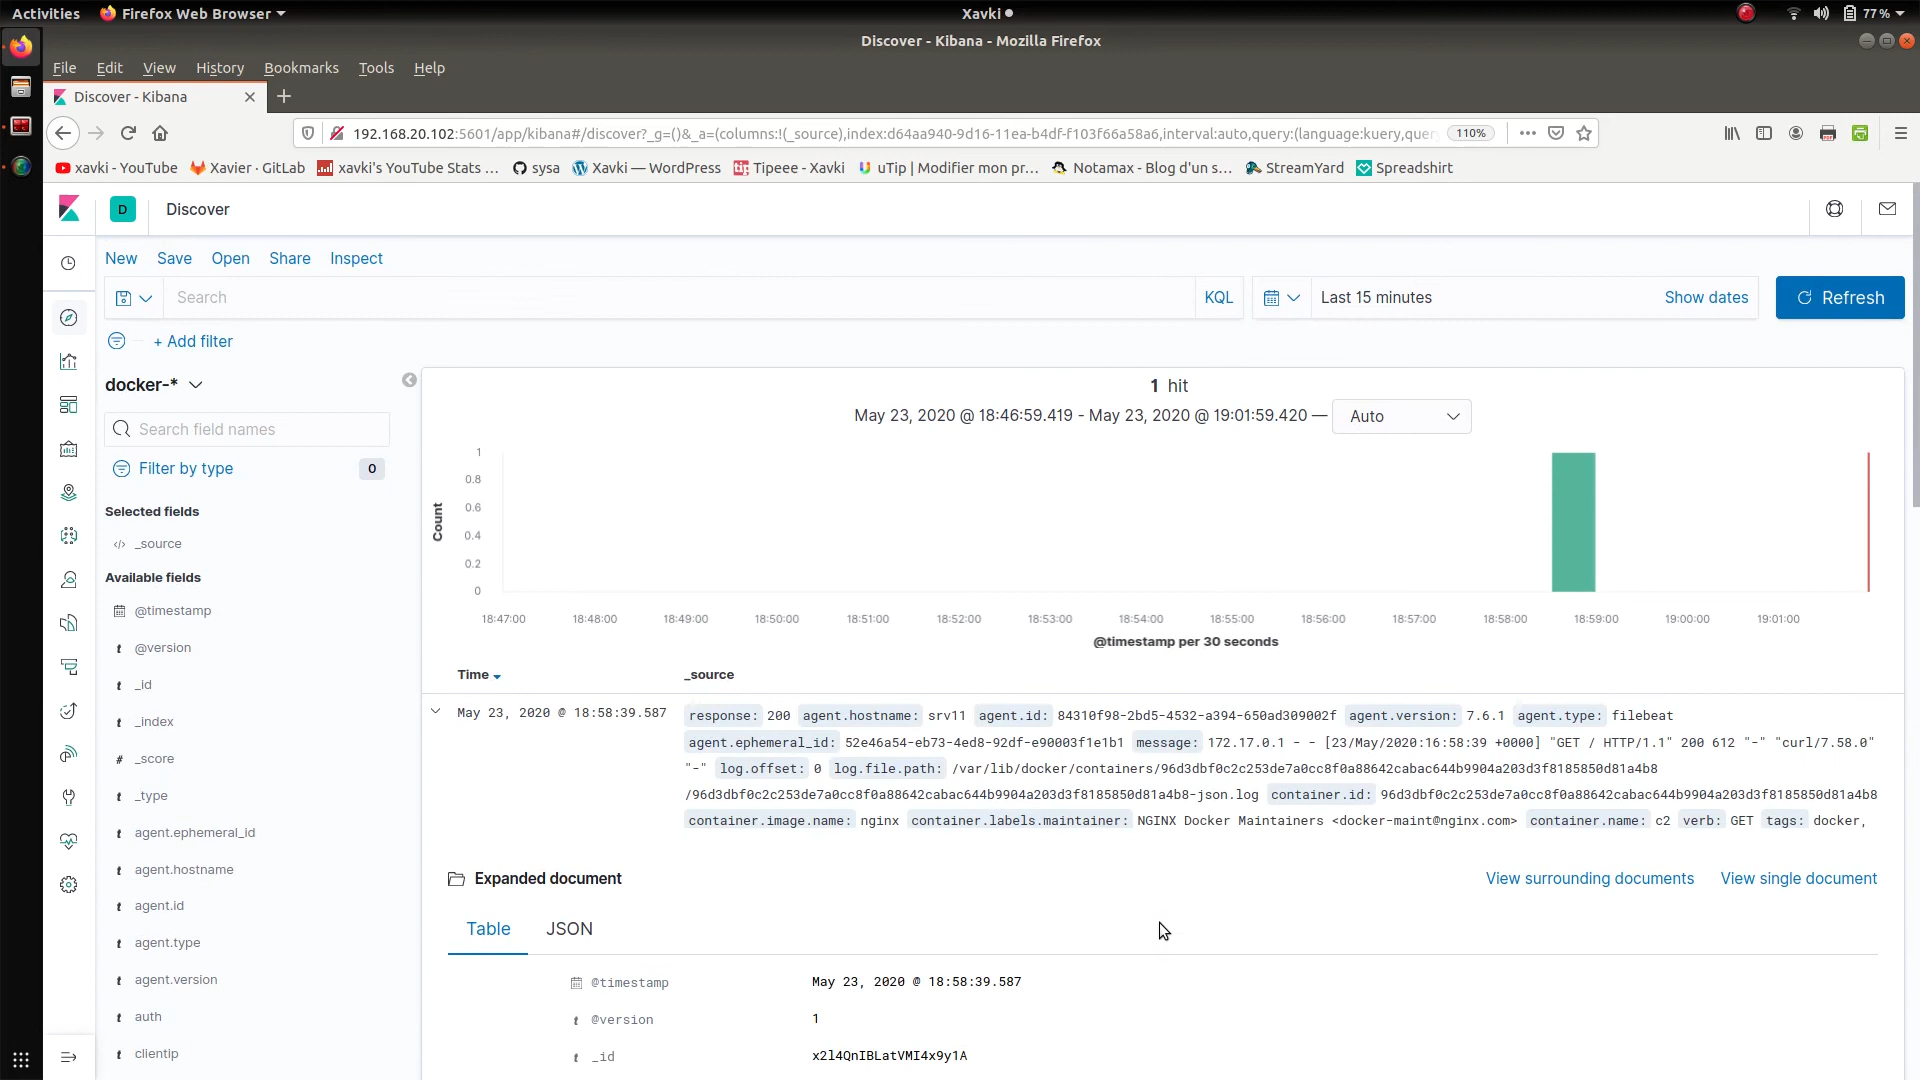 Activities Firefox Web Browser Xavki 77 %
Discover - Kibana - Mozilla Firefox
File Edit View History Bookmarks Tools Help
Discover - Kibana
192.168.20.102:5601/app/kibana#/discover?_g=()&_a=(columns:!(_source),index:d64aa940-9d16-11ea-b4df-f103f66a58a6,interval:auto,query:(language:kuery,query 110%
xavki - YouTube Xavier · GitLab xavki's YouTube Stats ... sysa Xavki — WordPress Tipeee - Xavki uTip | Modifier mon pr... Notamax - Blog d'un s... StreamYard Spreadshirt
D Discover
New Save Open Share Inspect
Search KQL Last 15 minutes Show dates Refresh
+ Add filter
docker-*
Search field names
Filter by type 0
Selected fields
_source
Available fields
@timestamp
@version
_id
_index
_score
_type
agent.ephemeral_id
agent.hostname
agent.id
agent.type
agent.version
auth
clientip
1 hit
May 23, 2020 @ 18:46:59.419 - May 23, 2020 @ 19:01:59.420 — Auto
Count
1
0.8
0.6
0.4
0.2
0
18:47:00 18:48:00 18:49:00 18:50:00 18:51:00 18:52:00 18:53:00 18:54:00 18:55:00 18:56:00 18:57:00 18:58:00 18:59:00 19:00:00 19:01:00
@timestamp per 30 seconds
Time _source
May 23, 2020 @ 18:58:39.587 response: 200 agent.hostname: srv11 agent.id: 84310f98-2bd5-4532-a394-650ad309002f agent.version: 7.6.1 agent.type: filebeat
agent.ephemeral_id: 52e46a54-eb73-4ed8-92df-e90003f1e1b1 message: 172.17.0.1 - - [23/May/2020:16:58:39 +0000] "GET / HTTP/1.1" 200 612 "-" "curl/7.58.0"
"-" log.offset: 0 log.file.path: /var/lib/docker/containers/96d3dbf0c2c253de7a0cc8f0a88642cabac644b9904a203d3f8185850d81a4b8
/96d3dbf0c2c253de7a0cc8f0a88642cabac644b9904a203d3f8185850d81a4b8-json.log container.id: 96d3dbf0c2c253de7a0cc8f0a88642cabac644b9904a203d3f8185850d81a4b8
container.image.name: nginx container.labels.maintainer: NGINX Docker Maintainers <docker-maint@nginx.com> container.name: c2 verb: GET tags: docker,
Expanded document View surrounding documents View single document
Table JSON
@timestamp May 23, 2020 @ 18:58:39.587
t @version 1
t _id x2l4QnIBLatVMI4x9y1A